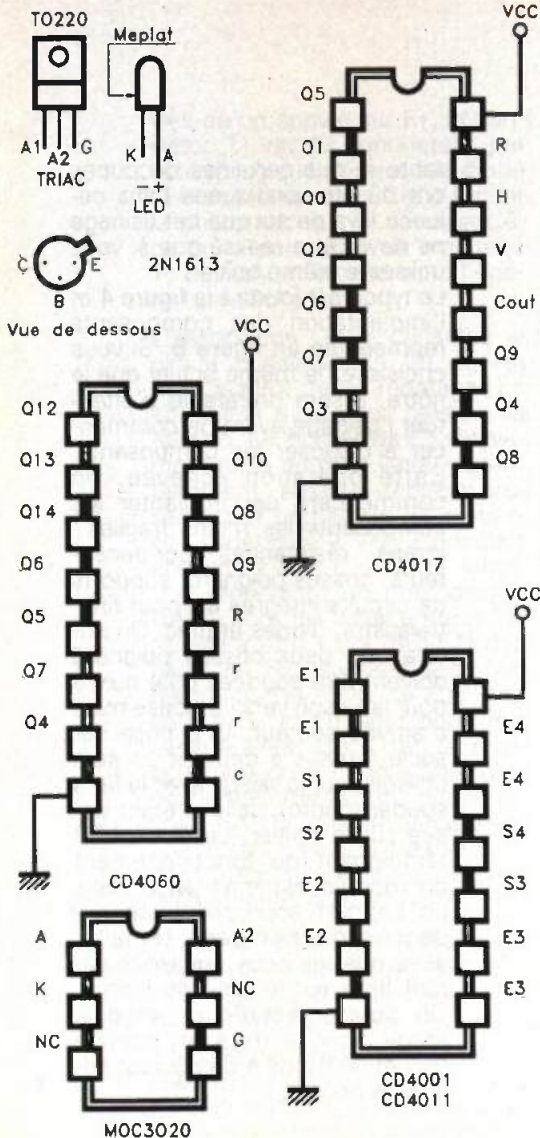 TO220
Meplat
A1 A2 G
TRIAC
K A
+
LED
C E
B
2N1613
Vue de dessous
VCC
Q5
Q1
Q0
Q2
Q6
Q7
Q3
R
H
V
Cout
Q9
Q4
Q8
CD4017
VCC
Q12
Q13
Q14
Q6
Q5
Q7
Q4
Q10
Q8
Q9
R
r
r
c
CD4060
VCC
E1
E1
S1
S2
E2
E2
E4
E4
S4
S3
E3
E3
CD4001
CD4011
A
K
NC
A2
NC
G
MOC3020